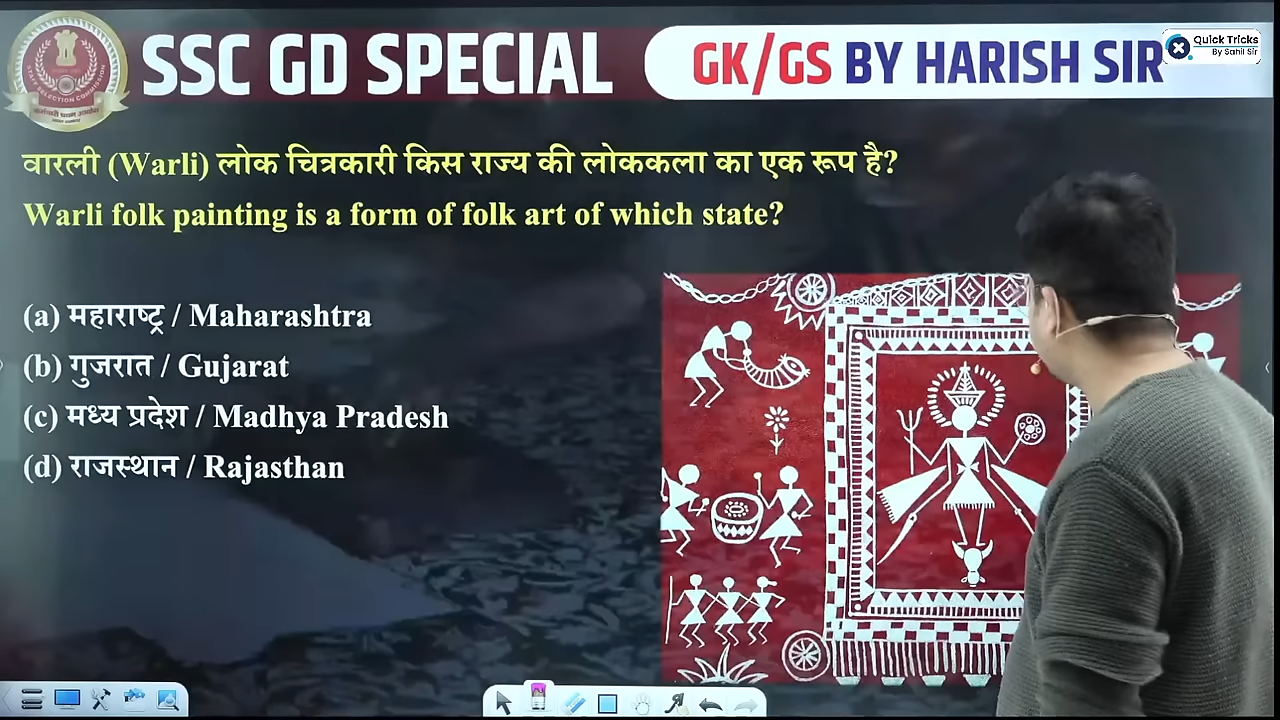 SSC GD SPECIAL
GK/GS BY HARISH SIR
Quick Tricks
By Sahil Sir
वारली (Warli) लोक चित्रकारी किस राज्य की लोककला का एक रूप है?
Warli folk painting is a form of folk art of which state?
(a) महाराष्ट्र / Maharashtra
(b) गुजरात / Gujarat
(c) मध्य प्रदेश / Madhya Pradesh
(d) राजस्थान / Rajasthan